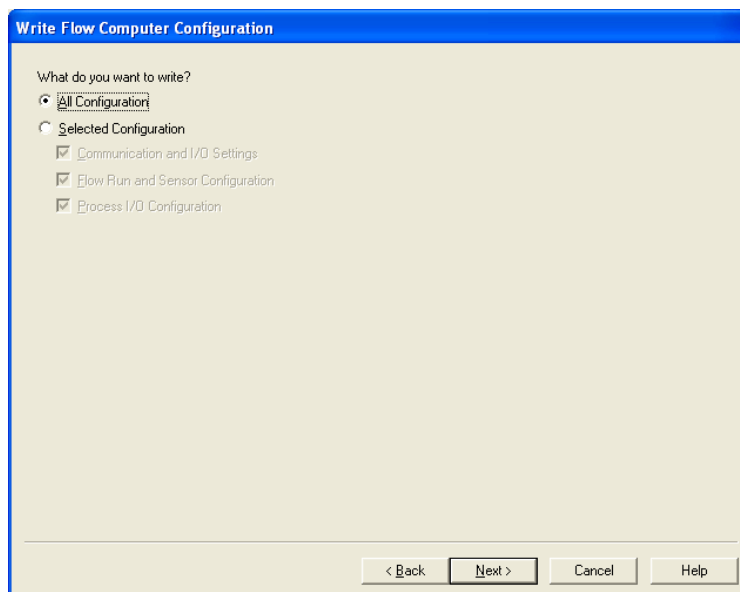 Write Flow Computer Configuration
What do you want to write?
All Configuration
Selected Configuration
Communication and I/O Settings
Flow Run and Sensor Configuration
Process I/O Configuration
< Back Next > Cancel Help